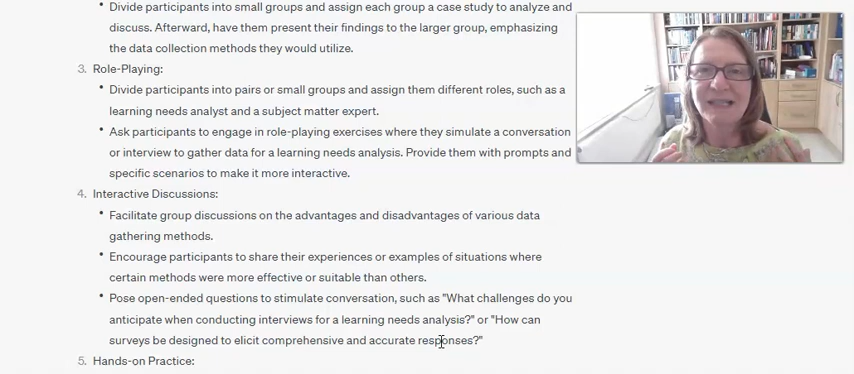 • Divide participants into small groups and assign each group a case study to analyze and
discuss. Afterward, have them present their findings to the larger group, emphasizing
the data collection methods they would utilize.
3. Role-Playing:
• Divide participants into pairs or small groups and assign them different roles, such as a
learning needs analyst and a subject matter expert.
• Ask participants to engage in role-playing exercises where they simulate a conversation
or interview to gather data for a learning needs analysis. Provide them with prompts and
specific scenarios to make it more interactive.
4. Interactive Discussions:
• Facilitate group discussions on the advantages and disadvantages of various data
gathering methods.
• Encourage participants to share their experiences or examples of situations where
certain methods were more effective or suitable than others.
• Pose open-ended questions to stimulate conversation, such as "What challenges do you
anticipate when conducting interviews for a learning needs analysis?" or "How can
surveys be designed to elicit comprehensive and accurate responses?"
5. Hands-on Practice: